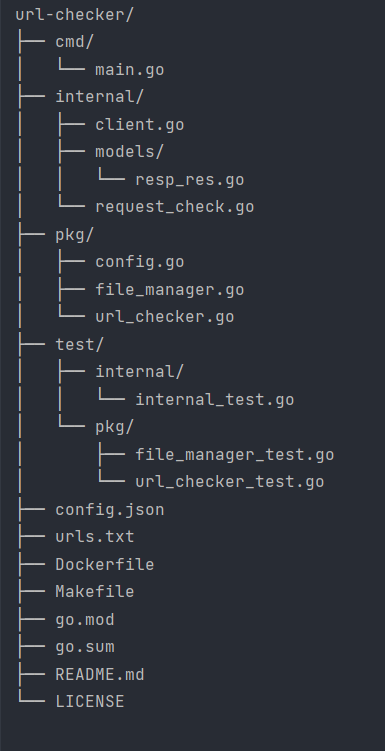 url-checker/
├── cmd/
│   └── main.go
├── internal/
│   ├── client.go
│   ├── models/
│   │   └── resp_res.go
│   └── request_check.go
├── pkg/
│   ├── config.go
│   ├── file_manager.go
│   └── url_checker.go
├── test/
│   ├── internal/
│   │   └── internal_test.go
│   └── pkg/
│       ├── file_manager_test.go
│       └── url_checker_test.go
├── config.json
├── urls.txt
├── Dockerfile
├── Makefile
├── go.mod
├── go.sum
├── README.md
└── LICENSE